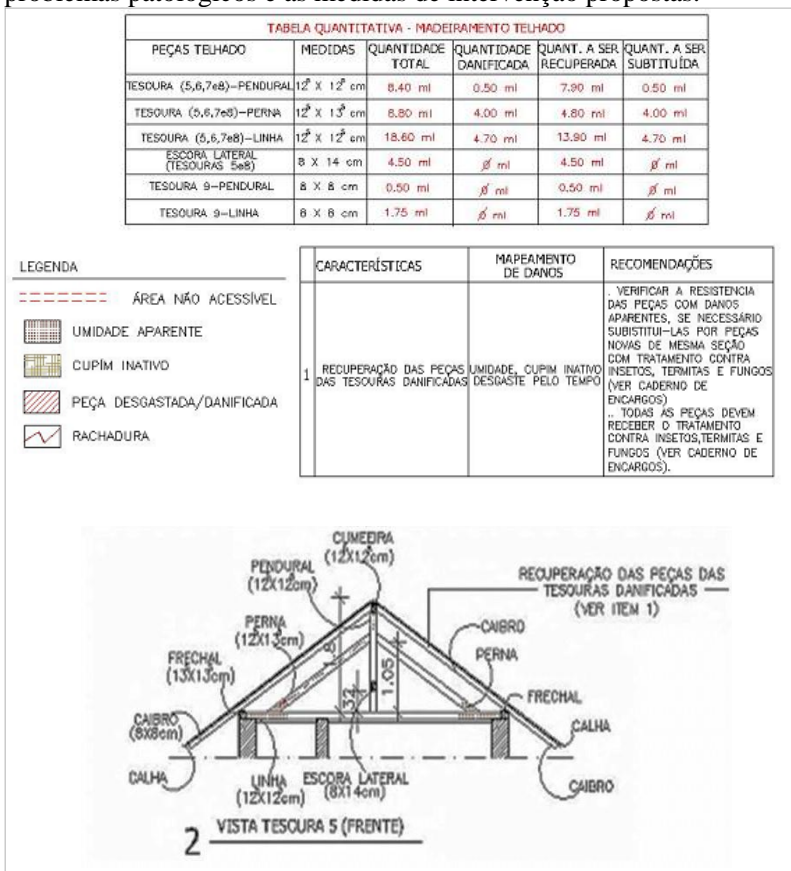 problemas patológicos e as medidas de intervenção propostas.
TABELA QUANTITATIVA - MADEIRAMENTO TELHADO
PEÇAS TELHADO MEDIDAS QUANTIDADE TOTAL QUANTIDADE DANIFICADA QUANT. A SER RECUPERADA QUANT. A SER SUBTITUÍDA
TESOURA (5,6,7e8)-PENDURAL 12 X 12 cm 8.40 ml 0.50 ml 7.90 ml 0.50 ml
TESOURA (5,6,7e8)-PERNA 12 X 13 cm 8.80 ml 4.00 ml 4.80 ml 4.00 ml
TESOURA (5,6,7e8)-LINHA 12 X 12 cm 18.60 ml 4.70 ml 13.90 ml 4.70 ml
ESCORA LATERAL
(TESOURAS 5e8) 8 X 14 cm 4.50 ml ø ml 4.50 ml ø ml
TESOURA 9-PENDURAL 8 X 8 cm 0.50 ml ø ml 0.50 ml ø ml
TESOURA 9-LINHA 8 X 8 cm 1.75 ml ø ml 1.75 ml ø ml
LEGENDA
ÁREA NÃO ACESSÍVEL
UMIDADE APARENTE
CUPÍM INATIVO
PEÇA DESGASTADA/DANIFICADA
RACHADURA
CARACTERÍSTICAS
MAPEAMENTO
DE DANOS
RECOMENDAÇÕES
1
RECUPERAÇÃO DAS PEÇAS
DAS TESOURAS DANIFICADAS
UMIDADE, CUPIM INATIVO
DESGASTE PELO TEMPO
. VERIFICAR A RESISTENCIA
DAS PEÇAS COM DANOS
APARENTES, SE NECESSÁRIO
SUBISTITUI-LAS POR PEÇAS
NOVAS DE MESMA SEÇÃO
COM TRATAMENTO CONTRA
INSETOS, TERMITAS E FUNGOS
(VER CADERNO DE
ENCARGOS)
.. TODAS AS PEÇAS DEVEM
RECEBER O TRATAMENTO
CONTRA INSETOS,TERMITAS E
FUNGOS (VER CADERNO DE
ENCARGOS).
CUMEEIRA
(12X12cm)
PENDURAL
(12X12cm)
PERNA
(12X13cm)
FRECHAL
(13X13cm)
CAIBRO
(8X8cm)
CALHA
LINHA
(12X12cm)
ESCORA LATERAL
(8X14cm)
1.8
32
1.05
RECUPERAÇÃO DAS PEÇAS DAS
TESOURAS DANIFICADAS
(VER ITEM 1)
CAIBRO
PERNA
FRECHAL
CALHA
CAIBRO
2 VISTA TESOURA 5 (FRENTE)